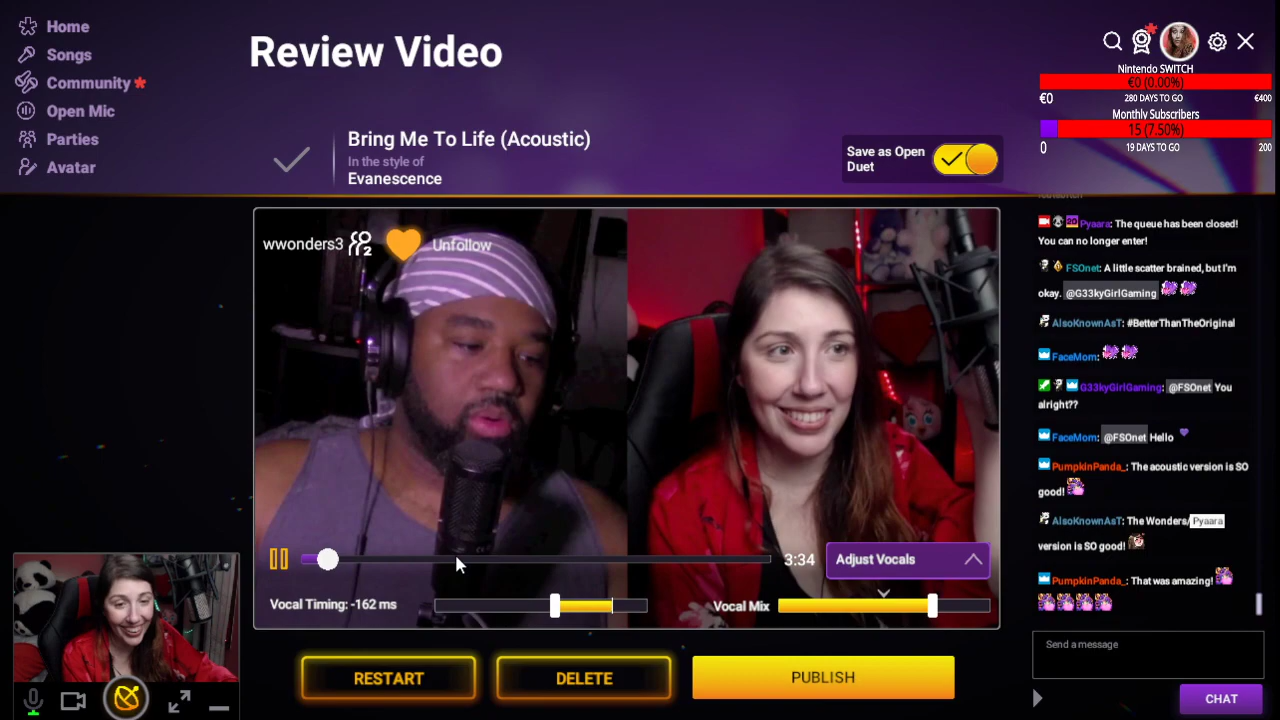 Home
Songs
Community
Open Mic
Parties
Avatar
Review Video
Bring Me To Life (Acoustic)
In the style of
Evanescence
Save as Open
Duet
Nintendo SWITCH
€0 (0.00%)
€0 280 DAYS TO GO €400
Monthly Subscribers
15 (7.50%)
0 19 DAYS TO GO 200
wwonders3 2 Unfollow
20 Pyaara: The queue has been closed!
You can no longer enter!
FSOnet: A little scatter brained, but I'm
okay. @G33kyGirlGaming
AlsoKnownAsT: #BetterThanTheOriginal
FaceMom:
G33kyGirlGaming: @FSOnet You
alright??
FaceMom: @FSOnet Hello
PumpkinPanda_: The acoustic version is SO
good!
AlsoKnownAsT: The Wonders/Pyaara
version is SO good!
PumpkinPanda_: That was amazing!
3:34
Adjust Vocals
Vocal Timing: -162 ms
Vocal Mix
RESTART
DELETE
PUBLISH
Send a message
CHAT